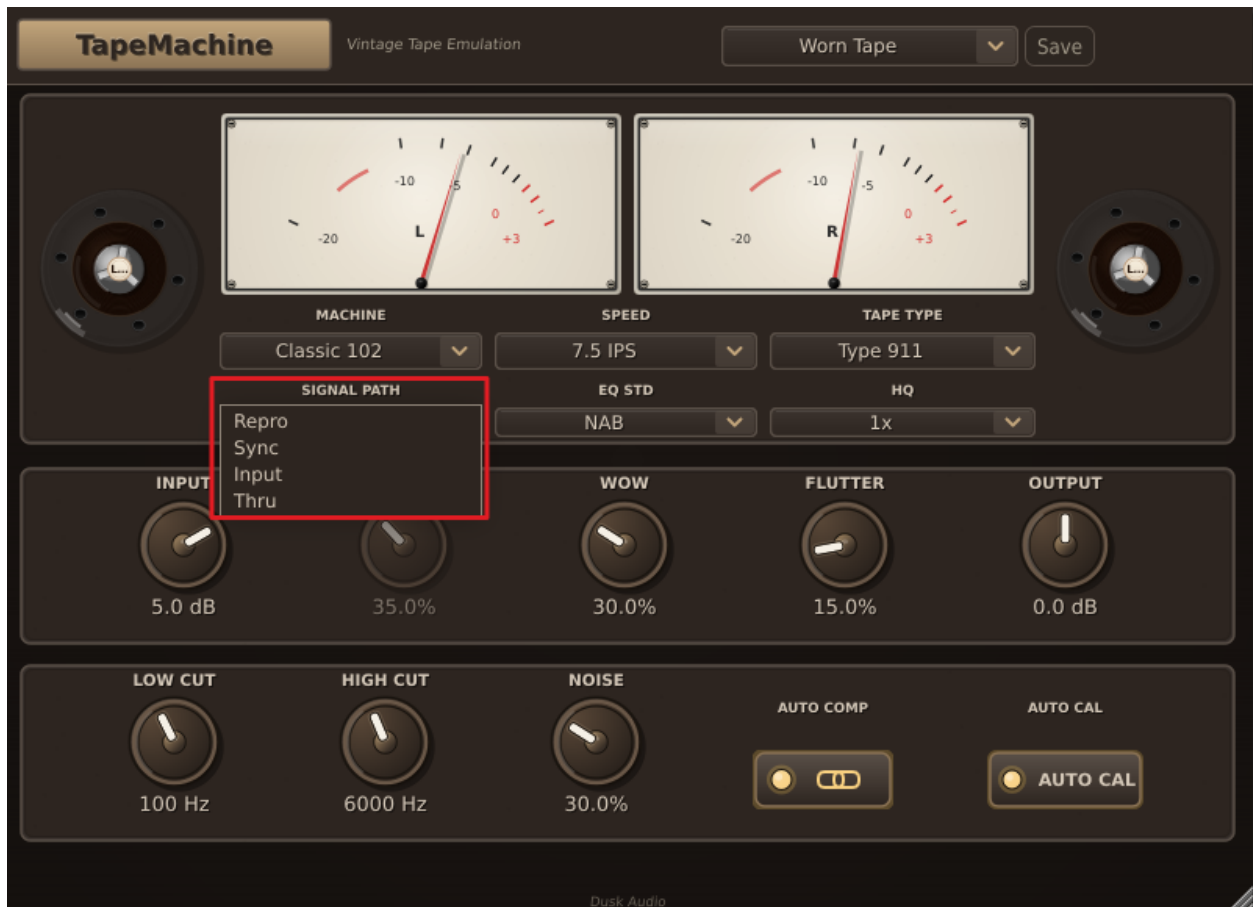 TapeMachine Vintage Tape Emulation Worn Tape Save
-20 -10 -5 0 +3 L
-20 -10 -5 0 +3 R
L...
L...
MACHINE SPEED TAPE TYPE
Classic 102 7.5 IPS Type 911
SIGNAL PATH EQ STD HQ
Repro
Sync
Input
Thru
NAB 1x
INPUT WOW FLUTTER OUTPUT
5.0 dB 35.0% 30.0% 15.0% 0.0 dB
LOW CUT HIGH CUT NOISE AUTO COMP AUTO CAL
AUTO CAL
100 Hz 6000 Hz 30.0%
Dusk Audio